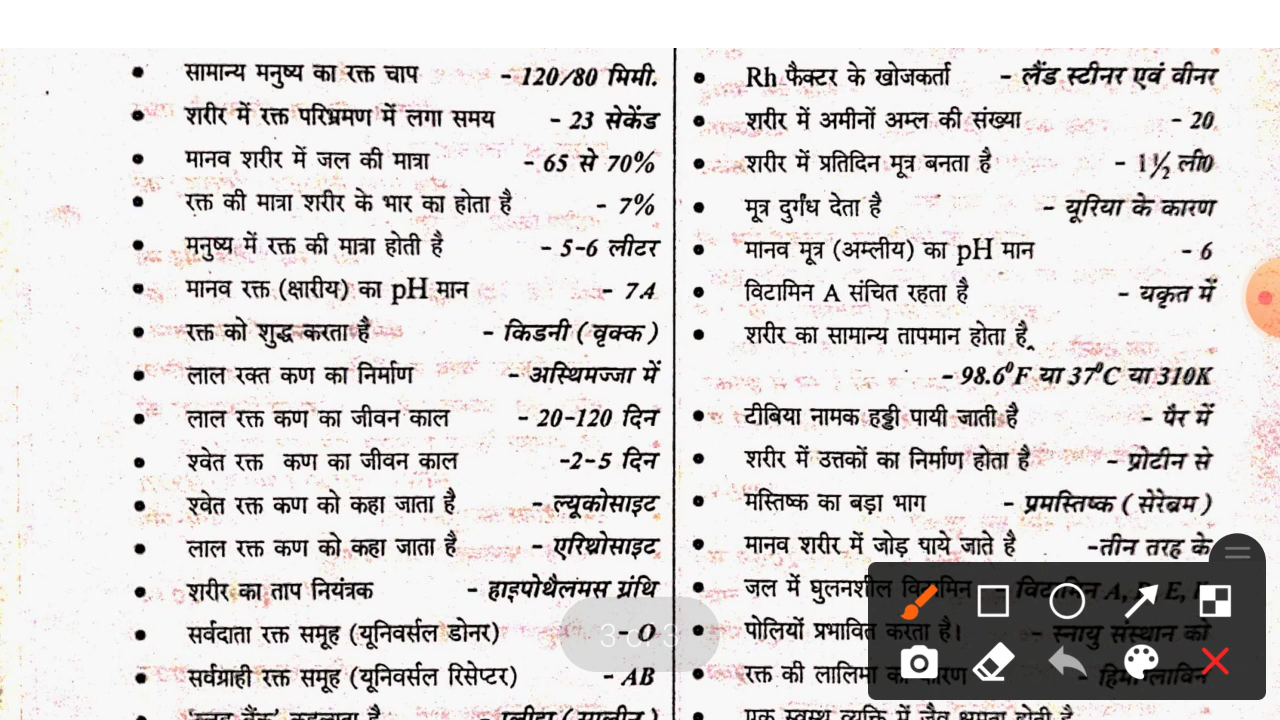 • सामान्य मनुष्य का रक्त चाप - 120/80 मिमी.
• शरीर में रक्त परिभ्रमण में लगा समय - 23 सेकेंड
• मानव शरीर में जल की मात्रा - 65 से 70%
• रक्त की मात्रा शरीर के भार का होता है - 7%
• मनुष्य में रक्त की मात्रा होती है - 5-6 लीटर
• मानव रक्त (क्षारीय) का pH मान - 7.4
• रक्त को शुद्ध करता है - किडनी (वृक्क)
• लाल रक्त कण का निर्माण - अस्थिमज्जा में
• लाल रक्त कण का जीवन काल - 20-120 दिन
• श्वेत रक्त कण का जीवन काल -2-5 दिन
• श्वेत रक्त कण को कहा जाता है - ल्यूकोसाइट
• लाल रक्त कण को कहा जाता है - एरिथ्रोसाइट
• शरीर का ताप नियंत्रक - हाइपोथैलमस ग्रंथि
• सर्वदाता रक्त समूह (यूनिवर्सल डोनर) - O
• सर्वग्राही रक्त समूह (यूनिवर्सल रिसेप्टर) - AB
• Rh फैक्टर के खोजकर्ता - लैंड स्टीनर एवं वीनर
• शरीर में अमीनों अम्ल की संख्या - 20
• शरीर में प्रतिदिन मूत्र बनता है - 1½ ली0
• मूत्र दुर्गंध देता है - यूरिया के कारण
• मानव मूत्र (अम्लीय) का pH मान - 6
• विटामिन A संचित रहता है - यकृत में
• शरीर का सामान्य तापमान होता है
- 98.6⁰F या 37⁰C या 310K
• टीबिया नामक हड्डी पायी जाती है - पैर में
• शरीर में उत्तकों का निर्माण होता है - प्रोटीन से
• मस्तिष्क का बड़ा भाग - प्रमस्तिष्क (सेरेब्रम)
• मानव शरीर में जोड़ पाये जाते है -तीन तरह के
• जल में घुलनशील विटामिन - विटामिन A, E,
• पोलियों प्रभावित करता है। - स्नायु संस्थान को
• रक्त की लालिमा का कारण
3 of 3